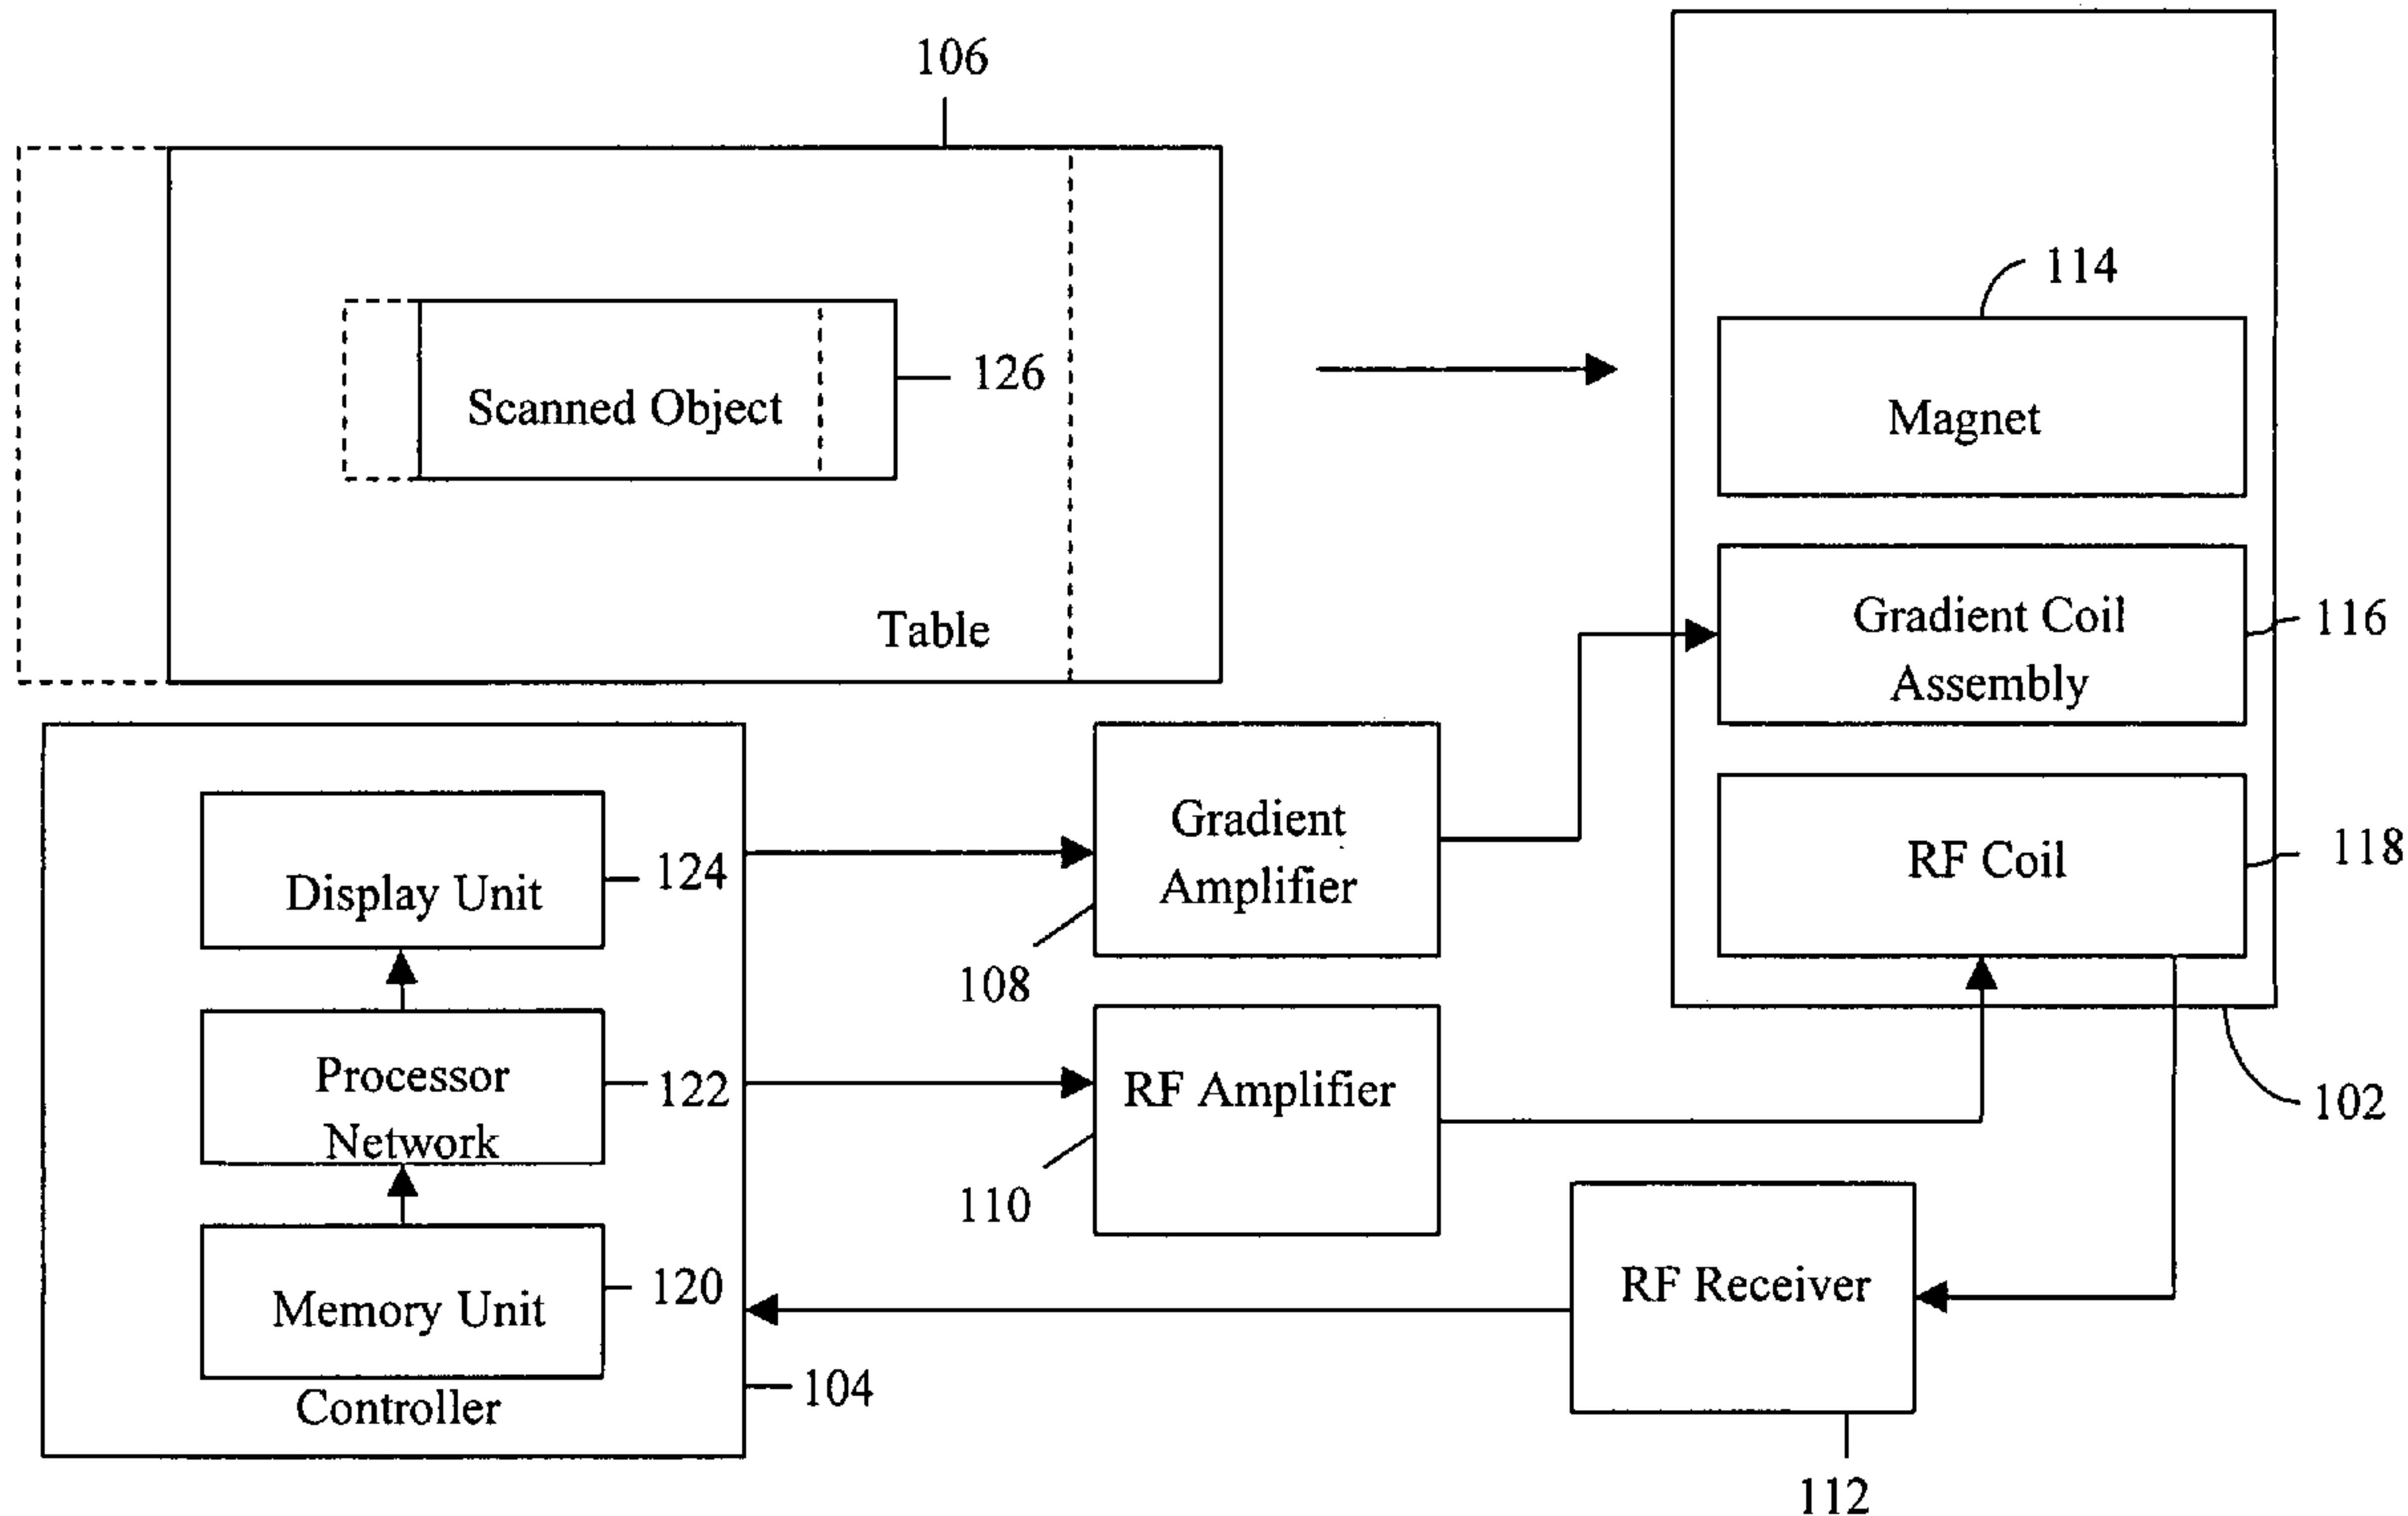 106
114
126
Scanned Object
Magnet
Table
Gradient Coil
Assembly
116
Gradient
Amplifier
108
RF Coil
118
Display Unit
124
Processor
Network
122
RF Amplifier
110
102
Memory Unit
120
RF Receiver
112
Controller
104